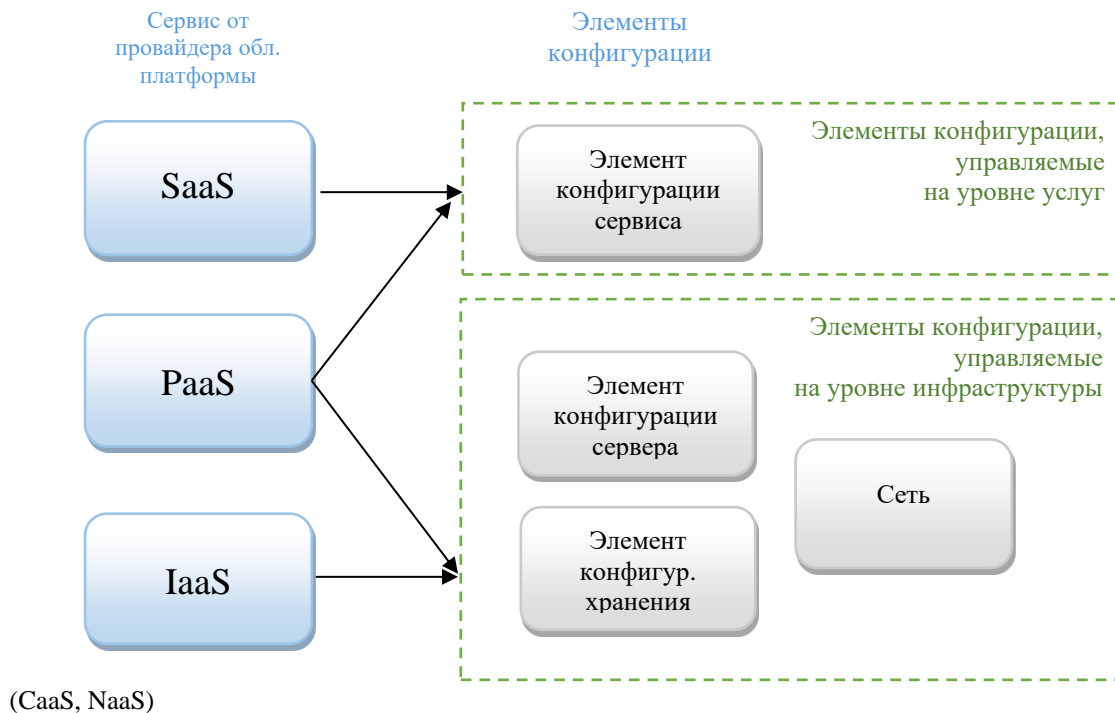 Сервис от
провайдера обл.
платформы
Элементы
конфигурации
SaaS
Элемент
конфигурации
сервиса
Элементы конфигурации,
управляемые
на уровне услуг
PaaS
Элемент
конфигурации
сервера
Элементы конфигурации,
управляемые
на уровне инфраструктуры
Сеть
IaaS
Элемент
конфигур.
хранения
(CaaS, NaaS)